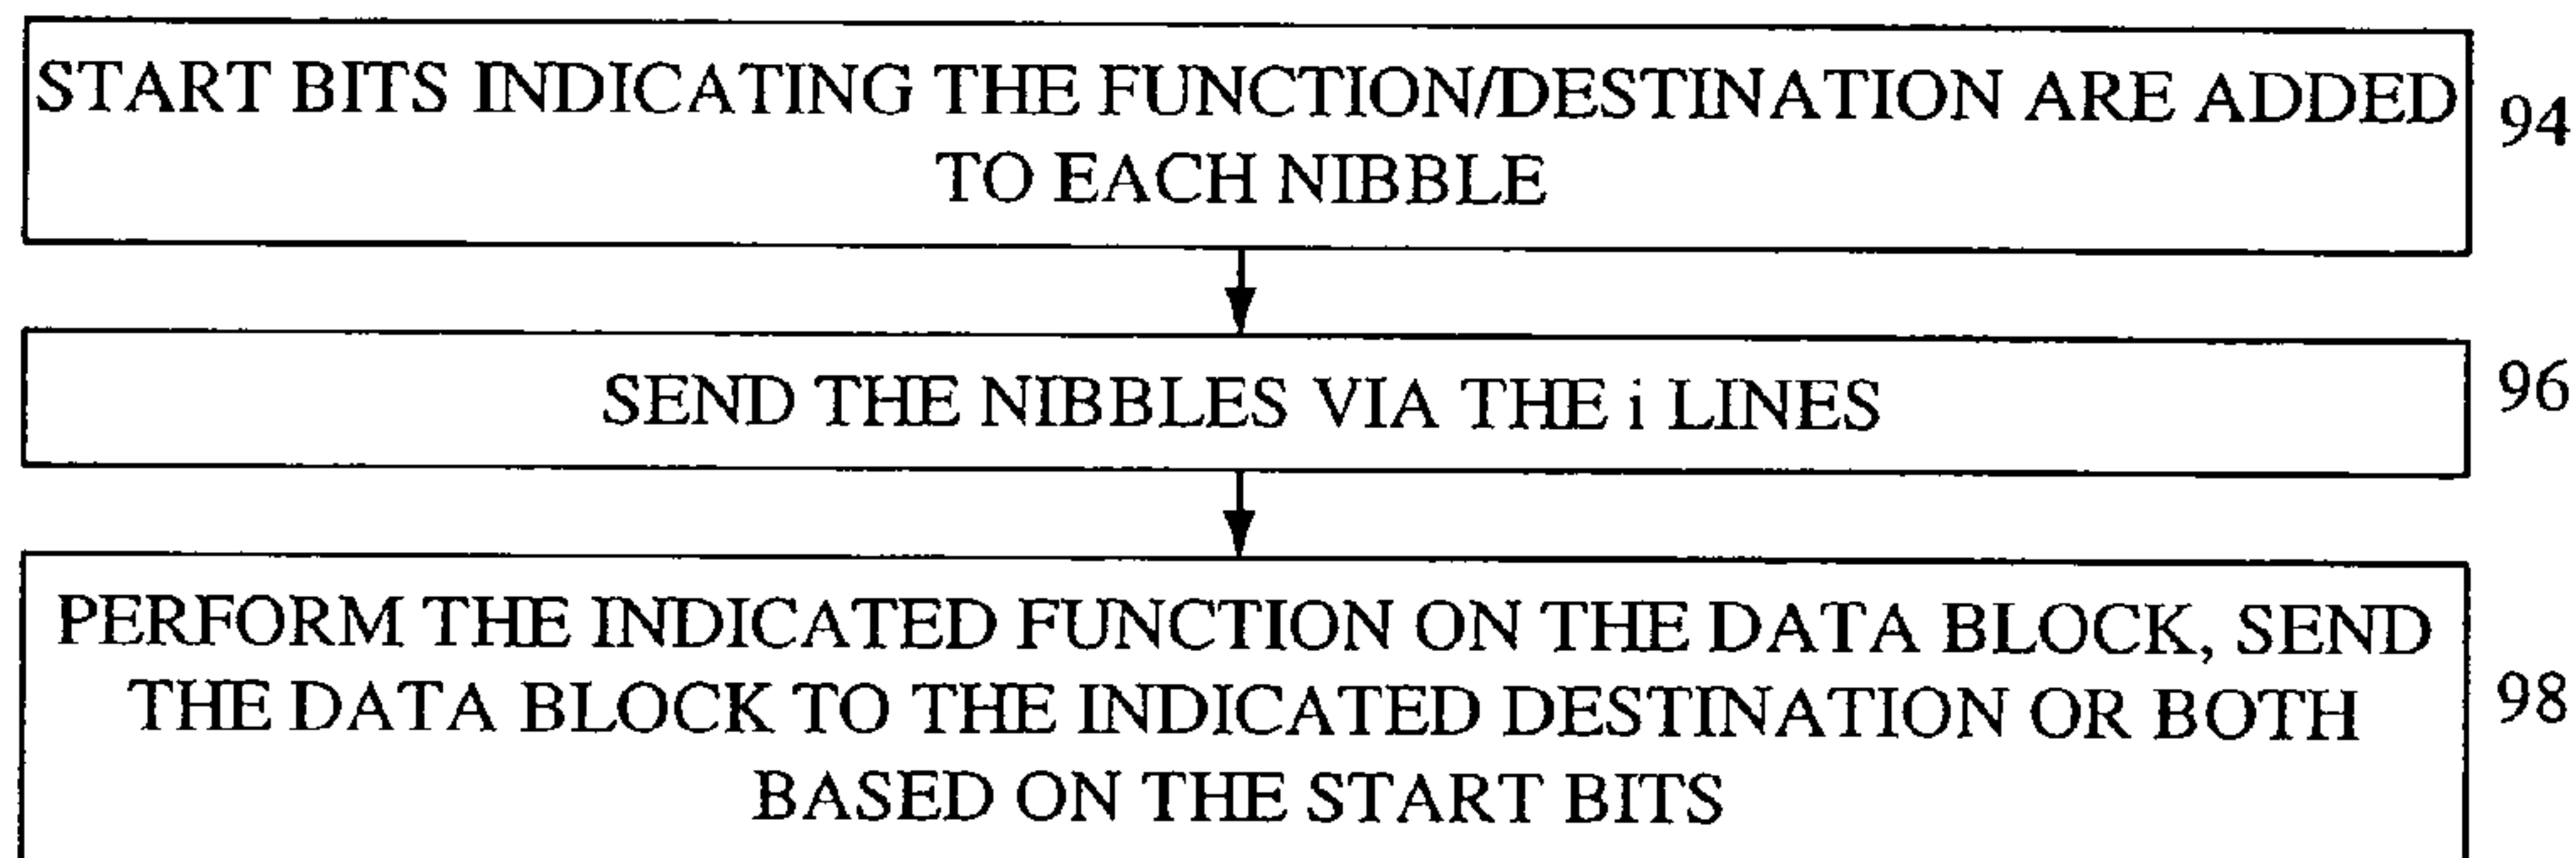 START BITS INDICATING THE FUNCTION/DESTINATION ARE ADDED
TO EACH NIBBLE
94
SEND THE NIBBLES VIA THE i LINES
96
PERFORM THE INDICATED FUNCTION ON THE DATA BLOCK, SEND
THE DATA BLOCK TO THE INDICATED DESTINATION OR BOTH
BASED ON THE START BITS
98